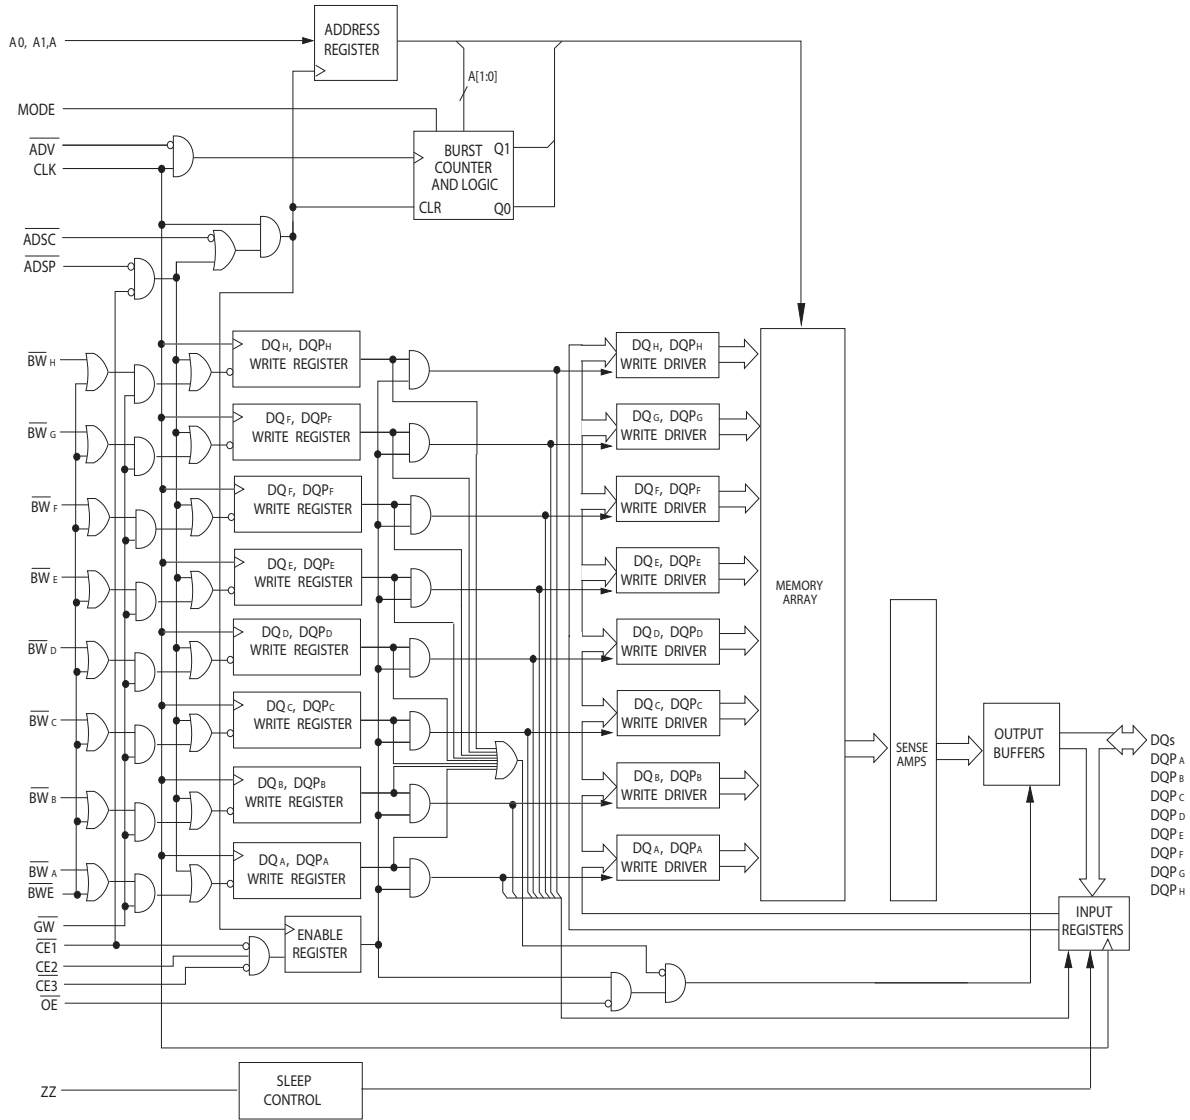 A0, A1,A
ADDRESS
REGISTER
A[1:0]
MODE
ADV
CLK
BURST
COUNTER
AND LOGIC
CLR
Q1
Q0
ADSC
ADSP
BW H
DQ H, DQP H
WRITE REGISTER
DQ H, DQP H
WRITE DRIVER
BW G
DQ F, DQP F
WRITE REGISTER
DQ G, DQP G
WRITE DRIVER
BW F
DQ F, DQP F
WRITE REGISTER
DQ F, DQP F
WRITE DRIVER
BW E
DQ E, DQP E
WRITE REGISTER
DQ E, DQP E
WRITE DRIVER
MEMORY
ARRAY
BW D
DQ D, DQP D
WRITE REGISTER
DQ D, DQP D
WRITE DRIVER
BW C
DQ C, DQP C
WRITE REGISTER
DQ C, DQP C
WRITE DRIVER
SENSE
AMPS
OUTPUT
BUFFERS
DQs
DQP A
DQP B
DQP C
DQP D
DQP E
DQP F
DQP G
DQP H
BW B
DQ B, DQP B
WRITE REGISTER
DQ B, DQP B
WRITE DRIVER
BW A
BWE
DQ A, DQP A
WRITE REGISTER
DQ A, DQP A
WRITE DRIVER
GW
CE1
CE2
CE3
OE
ENABLE
REGISTER
INPUT
REGISTERS
ZZ
SLEEP
CONTROL